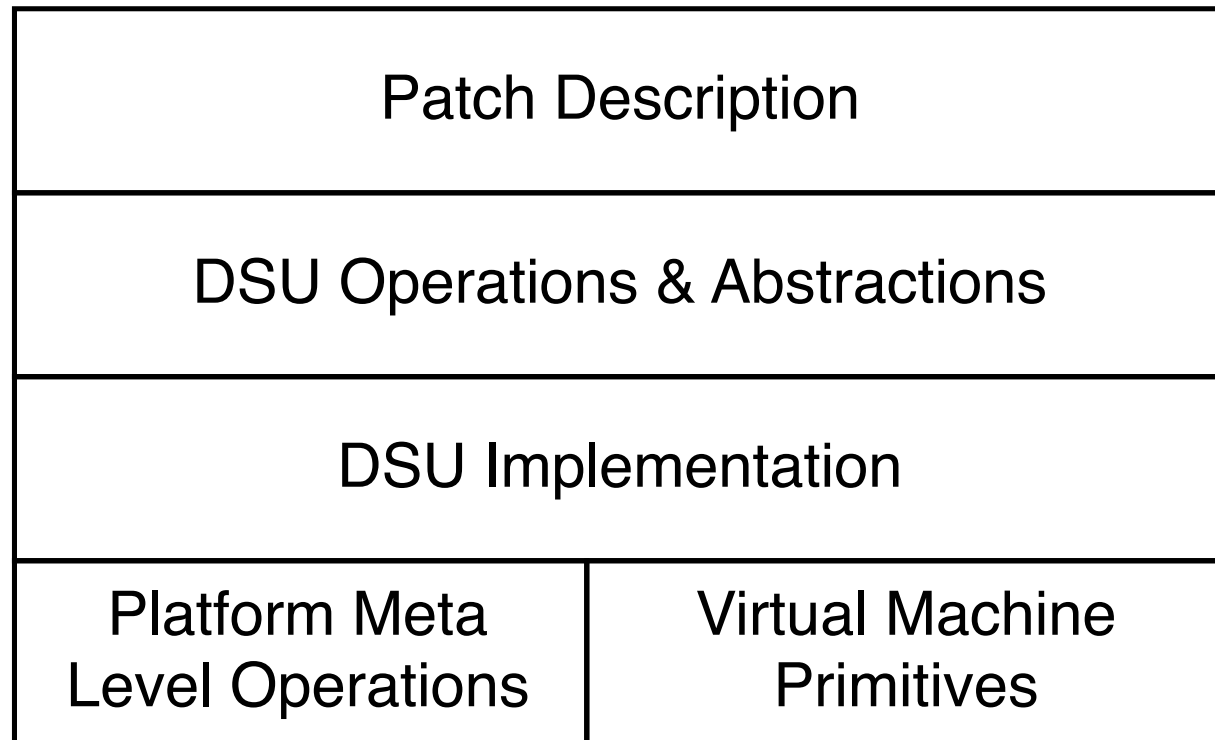 Patch Description
DSU Operations & Abstractions
DSU Implementation
Platform Meta
Level Operations
Virtual Machine
Primitives